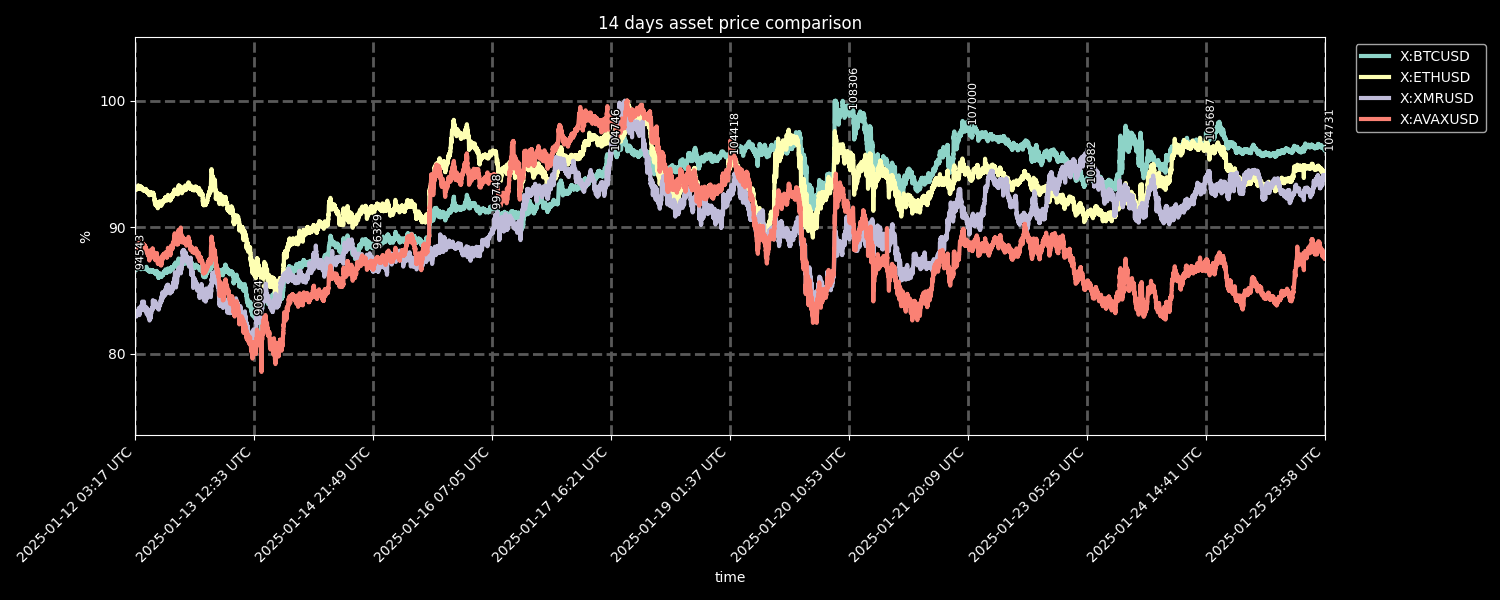 14 days asset price comparison
X:BTCUSD
X:ETHUSD
X:XMRUSD
X:AVAXUSD
%
100
90
80
94543
90634
96329
99748
104746
104418
108306
107000
101982
105687
104731
2025-01-12 03:17 UTC
2025-01-13 12:33 UTC
2025-01-14 21:49 UTC
2025-01-16 07:05 UTC
2025-01-17 16:21 UTC
2025-01-19 01:37 UTC
2025-01-20 10:53 UTC
2025-01-21 20:09 UTC
2025-01-23 05:25 UTC
2025-01-24 14:41 UTC
2025-01-25 23:58 UTC
time